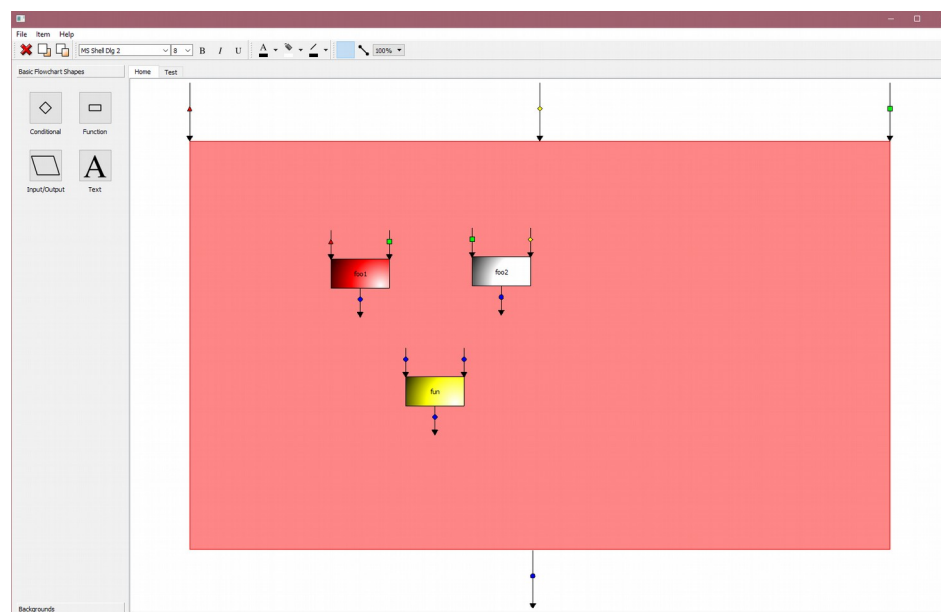 File Item Help
MS Shell Dlg 2 8 B I U A 100%
Basic Flowchart Shapes
Home Test
Conditional Function
A
Input/Output Text
foo1
foo2
fun
Backgrounds